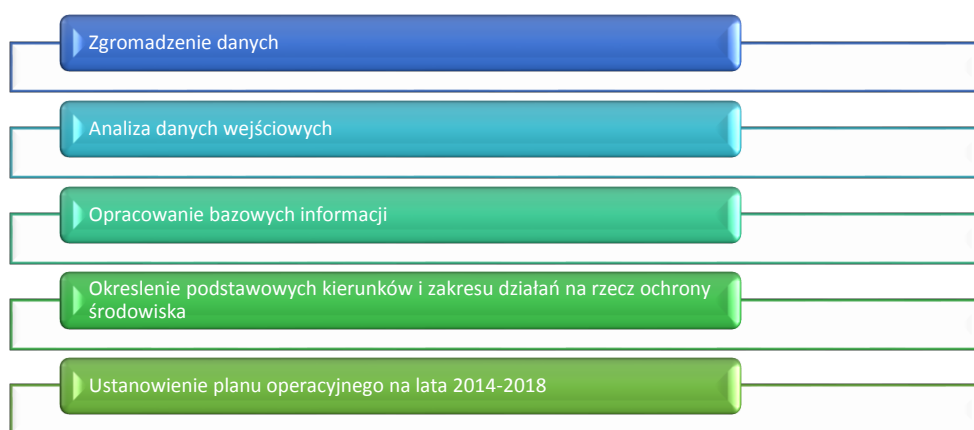 Zgromadzenie danych
Analiza danych wejściowych
Opracowanie bazowych informacji
Okreslenie podstawowych kierunków i zakresu działań na rzecz ochrony
środowiska
Ustanowienie planu operacyjnego na lata 2014-2018